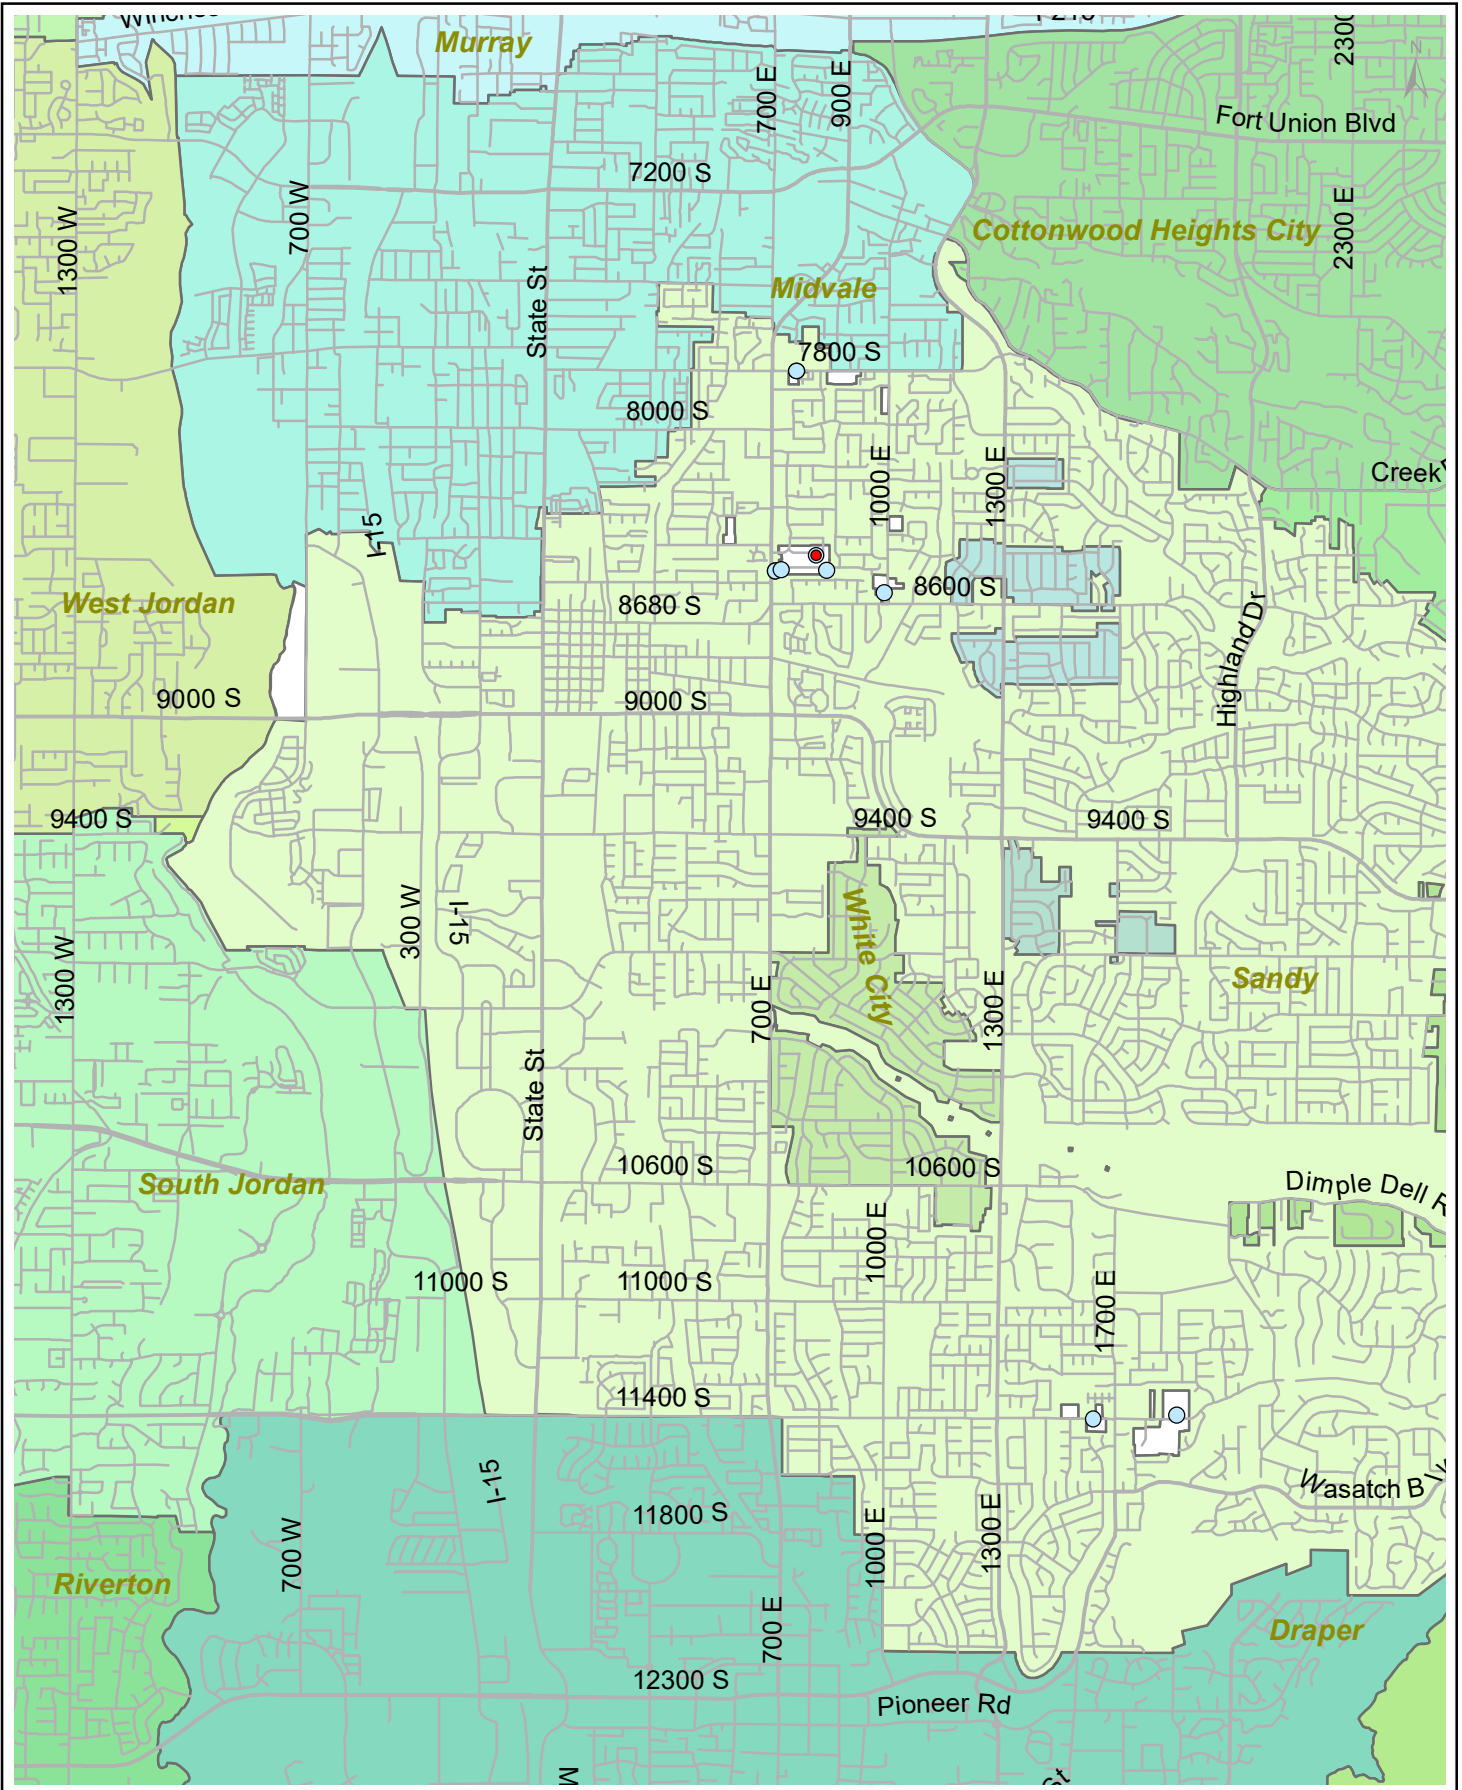 Murray
2300
700 E
900 E
Fort Union Blvd
N
7200 S
1300 W
700 W
2300 E
Cottonwood Heights City
State St
Midvale
7800 S
8000 S
1000 E
1300 E
Creek
I-15
8600 S
West Jordan
8680 S
Highland Dr
9000 S
9000 S
9400 S
9400 S
9400 S
300 W
I-15
White City
1300 W
Sandy
700 E
1300 E
State St
10600 S
10600 S
South Jordan
Dimple Dell R
1000 E
11000 S
11000 S
1700 E
11400 S
I-15
Wasatch Blv
11800 S
700 W
1000 E
1300 E
Riverton
700 E
Draper
12300 S
Pioneer Rd
M
St